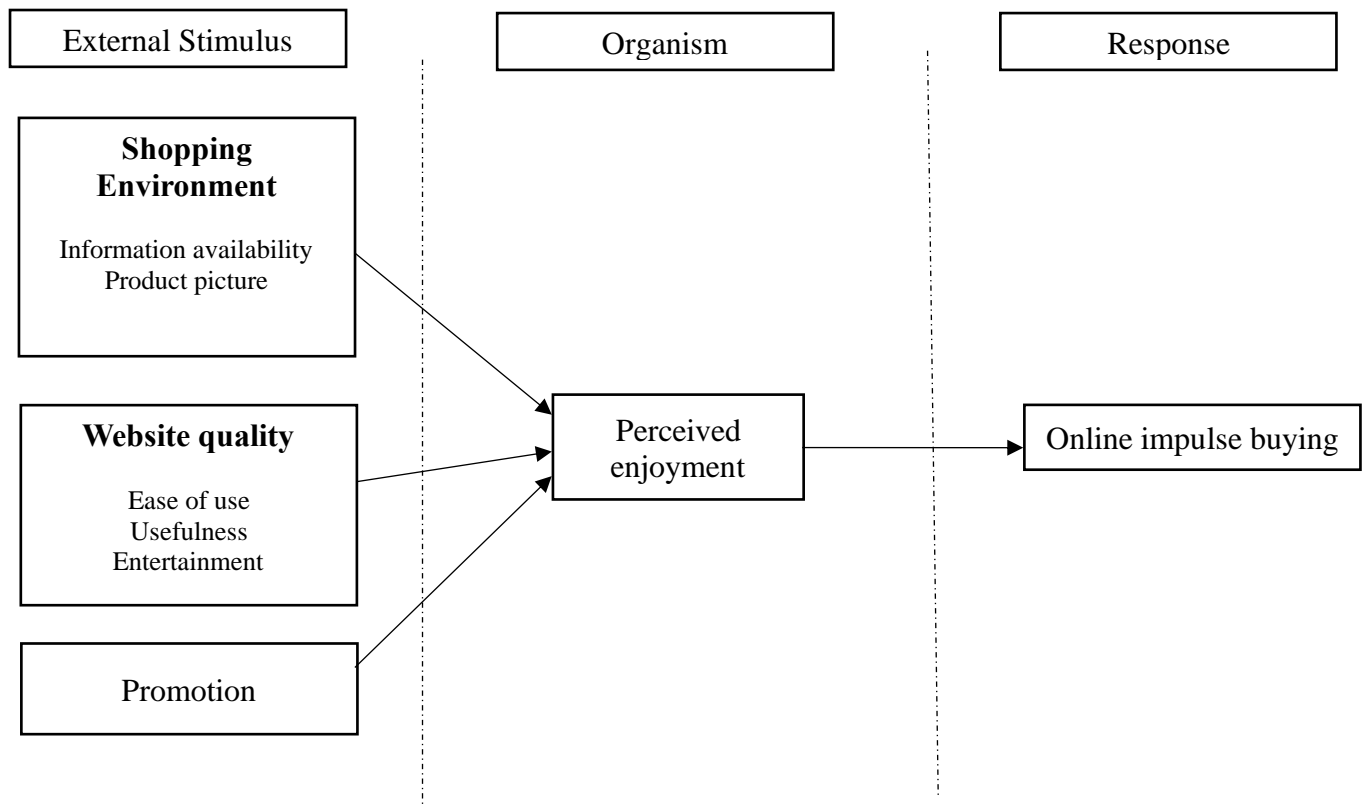 External Stimulus
Organism
Response
Shopping
Environment
Information availability
Product picture
Website quality
Ease of use
Usefulness
Entertainment
Promotion
Perceived
enjoyment
Online impulse buying